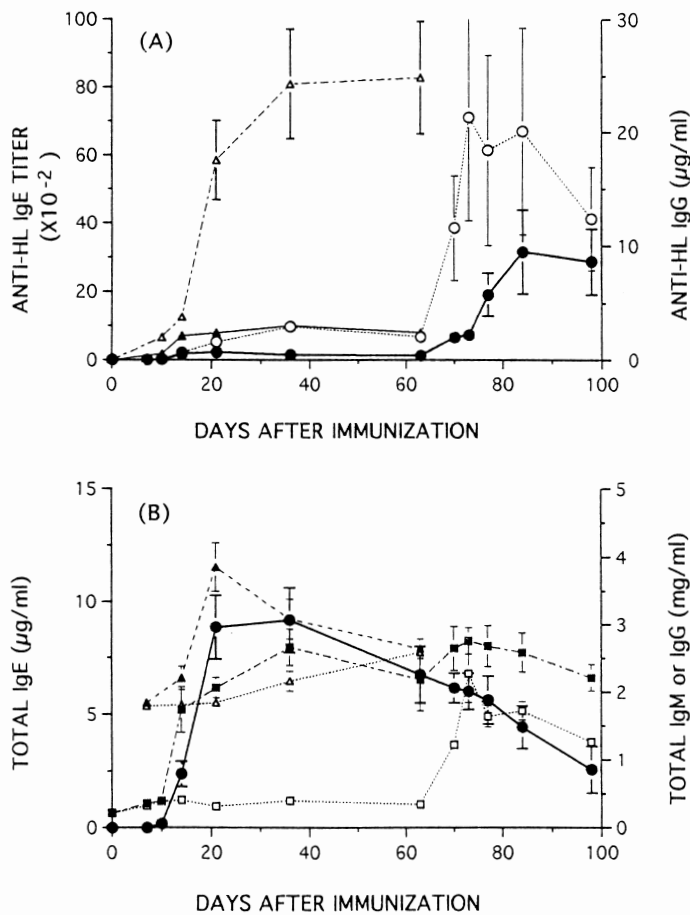 (A)
100
80
60
40
20
0
ANTI-HL IgE TITER
(X10-2)
30
20
10
0
ANTI-HL IgG (µg/ml)
0 20 40 60 80 100
DAYS AFTER IMMUNIZATION
(B)
15
10
5
0
TOTAL IgE (µg/ml)
5
4
3
2
1
0
TOTAL IgM or IgG (mg/ml)
0 20 40 60 80 100
DAYS AFTER IMMUNIZATION